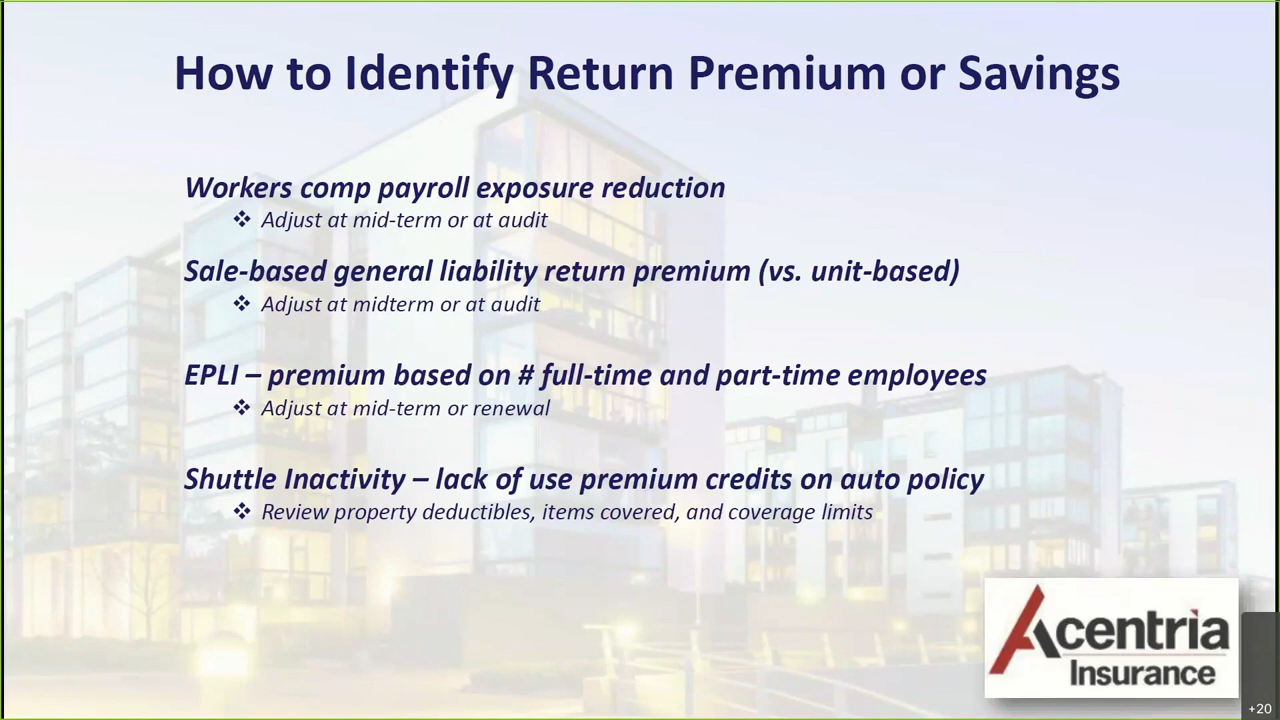 How to Identify Return Premium or Savings
Workers comp payroll exposure reduction
❖ Adjust at mid-term or at audit
Sale-based general liability return premium (vs. unit-based)
❖ Adjust at midterm or at audit
EPLI – premium based on # full-time and part-time employees
❖ Adjust at mid-term or renewal
Shuttle Inactivity – lack of use premium credits on auto policy
❖ Review property deductibles, items covered, and coverage limits
Acentria
Insurance
+20